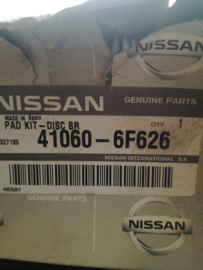 NISSAN
NISSAN
GENUINE PARTS
GENUINE PARTS
MADE IN Spain
QTY 1
PAD KIT-DISC BR
41060-6F626
NISSAN INTERNATIONAL S.A.
NISSAN
NISSAN